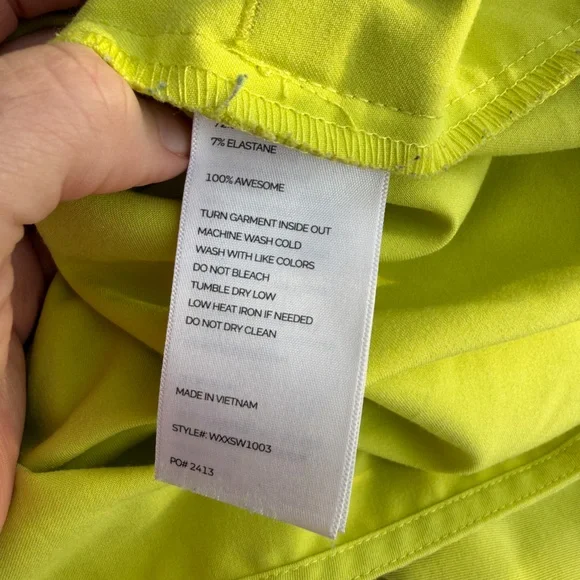 7% ELASTANE
100% AWESOME
TURN GARMENT INSIDE OUT
MACHINE WASH COLD
WASH WITH LIKE COLORS
DO NOT BLEACH
TUMBLE DRY LOW
LOW HEAT IRON IF NEEDED
DO NOT DRY CLEAN
MADE IN VIETNAM
STYLE#: WXXSW1003
PO# 2413